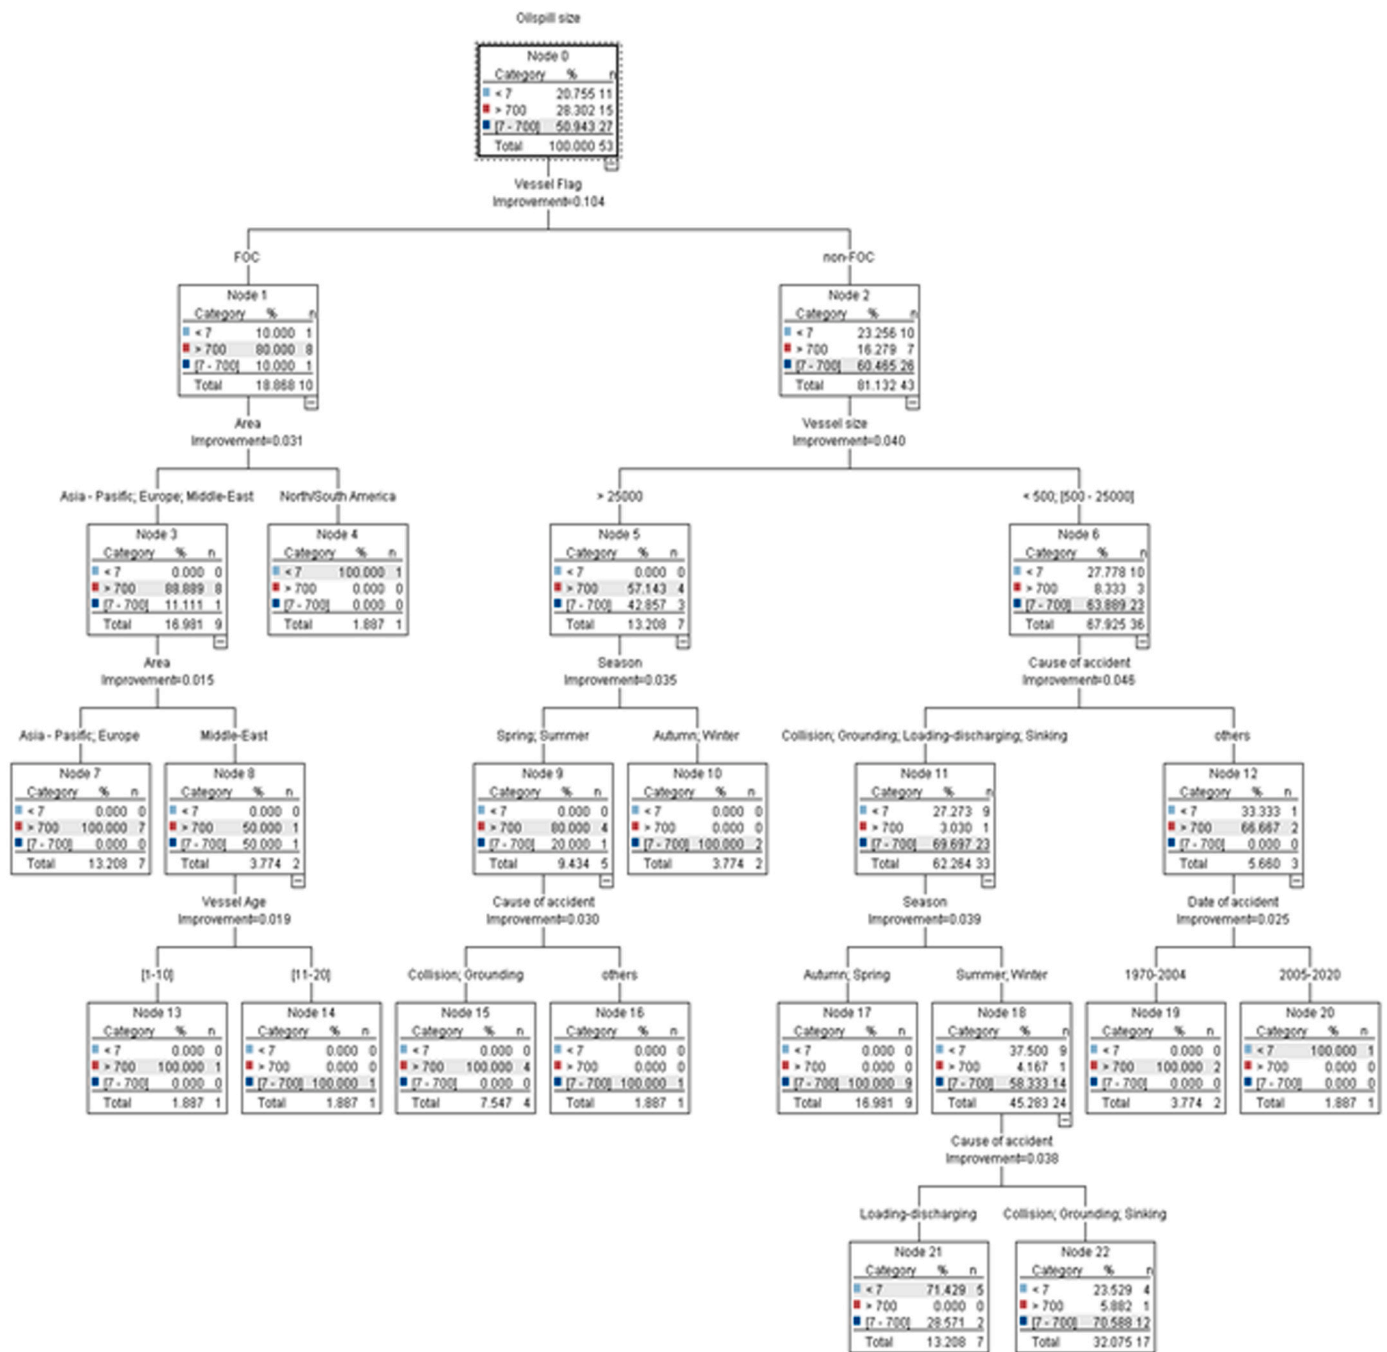 Oilspill size
Node 0
Category % n
< 7 20.755 11
> 700 28.302 15
[7 - 700] 50.943 27
Total 100.000 53
Vessel Flag
Improvement=0.104
FOC
non-FOC
Node 1
Category % n
< 7 10.000 1
> 700 80.000 8
[7 - 700] 10.000 1
Total 18.868 10
Node 2
Category % n
< 7 23.256 10
> 700 16.279 7
[7 - 700] 60.465 26
Total 81.132 43
Area
Improvement=0.031
Vessel size
Improvement=0.040
Asia - Pasific; Europe; Middle-East
North/South America
> 25000
< 500; [500 - 25000]
Node 3
Category % n
< 7 0.000 0
> 700 88.889 8
[7 - 700] 11.111 1
Total 16.981 9
Node 4
Category % n
< 7 100.000 1
> 700 0.000 0
[7 - 700] 0.000 0
Total 1.887 1
Node 5
Category % n
< 7 0.000 0
> 700 57.143 4
[7 - 700] 42.857 3
Total 13.208 7
Node 6
Category % n
< 7 27.778 10
> 700 8.333 3
[7 - 700] 63.889 23
Total 67.925 36
Area
Improvement=0.015
Season
Improvement=0.035
Cause of accident
Improvement=0.046
Asia - Pasific; Europe
Middle-East
Spring; Summer
Autumn; Winter
Collision; Grounding; Loading-discharging; Sinking
others
Node 7
Category % n
< 7 0.000 0
> 700 100.000 7
[7 - 700] 0.000 0
Total 13.208 7
Node 8
Category % n
< 7 0.000 0
> 700 50.000 1
[7 - 700] 50.000 1
Total 3.774 2
Node 9
Category % n
< 7 0.000 0
> 700 80.000 4
[7 - 700] 20.000 1
Total 9.434 5
Node 10
Category % n
< 7 0.000 0
> 700 0.000 0
[7 - 700] 100.000 2
Total 3.774 2
Node 11
Category % n
< 7 27.273 9
> 700 3.030 1
[7 - 700] 69.697 23
Total 62.264 33
Node 12
Category % n
< 7 33.333 1
> 700 66.667 2
[7 - 700] 0.000 0
Total 5.660 3
Vessel Age
Improvement=0.019
Cause of accident
Improvement=0.030
Season
Improvement=0.039
Date of accident
Improvement=0.025
[1-10]
[11-20]
Collision; Grounding
others
Autumn; Spring
Summer; Winter
1970-2004
2005-2020
Node 13
Category % n
< 7 0.000 0
> 700 100.000 1
[7 - 700] 0.000 0
Total 1.887 1
Node 14
Category % n
< 7 0.000 0
> 700 0.000 0
[7 - 700] 100.000 1
Total 1.887 1
Node 15
Category % n
< 7 0.000 0
> 700 100.000 4
[7 - 700] 0.000 0
Total 7.547 4
Node 16
Category % n
< 7 0.000 0
> 700 0.000 0
[7 - 700] 100.000 1
Total 1.887 1
Node 17
Category % n
< 7 0.000 0
> 700 0.000 0
[7 - 700] 100.000 9
Total 16.981 9
Node 18
Category % n
< 7 37.500 9
> 700 4.167 1
[7 - 700] 58.333 14
Total 45.283 24
Node 19
Category % n
< 7 0.000 0
> 700 100.000 2
[7 - 700] 0.000 0
Total 3.774 2
Node 20
Category % n
< 7 100.000 1
> 700 0.000 0
[7 - 700] 0.000 0
Total 1.887 1
Cause of accident
Improvement=0.038
Loading-discharging
Collision; Grounding; Sinking
Node 21
Category % n
< 7 71.429 5
> 700 0.000 0
[7 - 700] 28.571 2
Total 13.208 7
Node 22
Category % n
< 7 23.529 4
> 700 5.882 1
[7 - 700] 70.588 12
Total 32.075 17